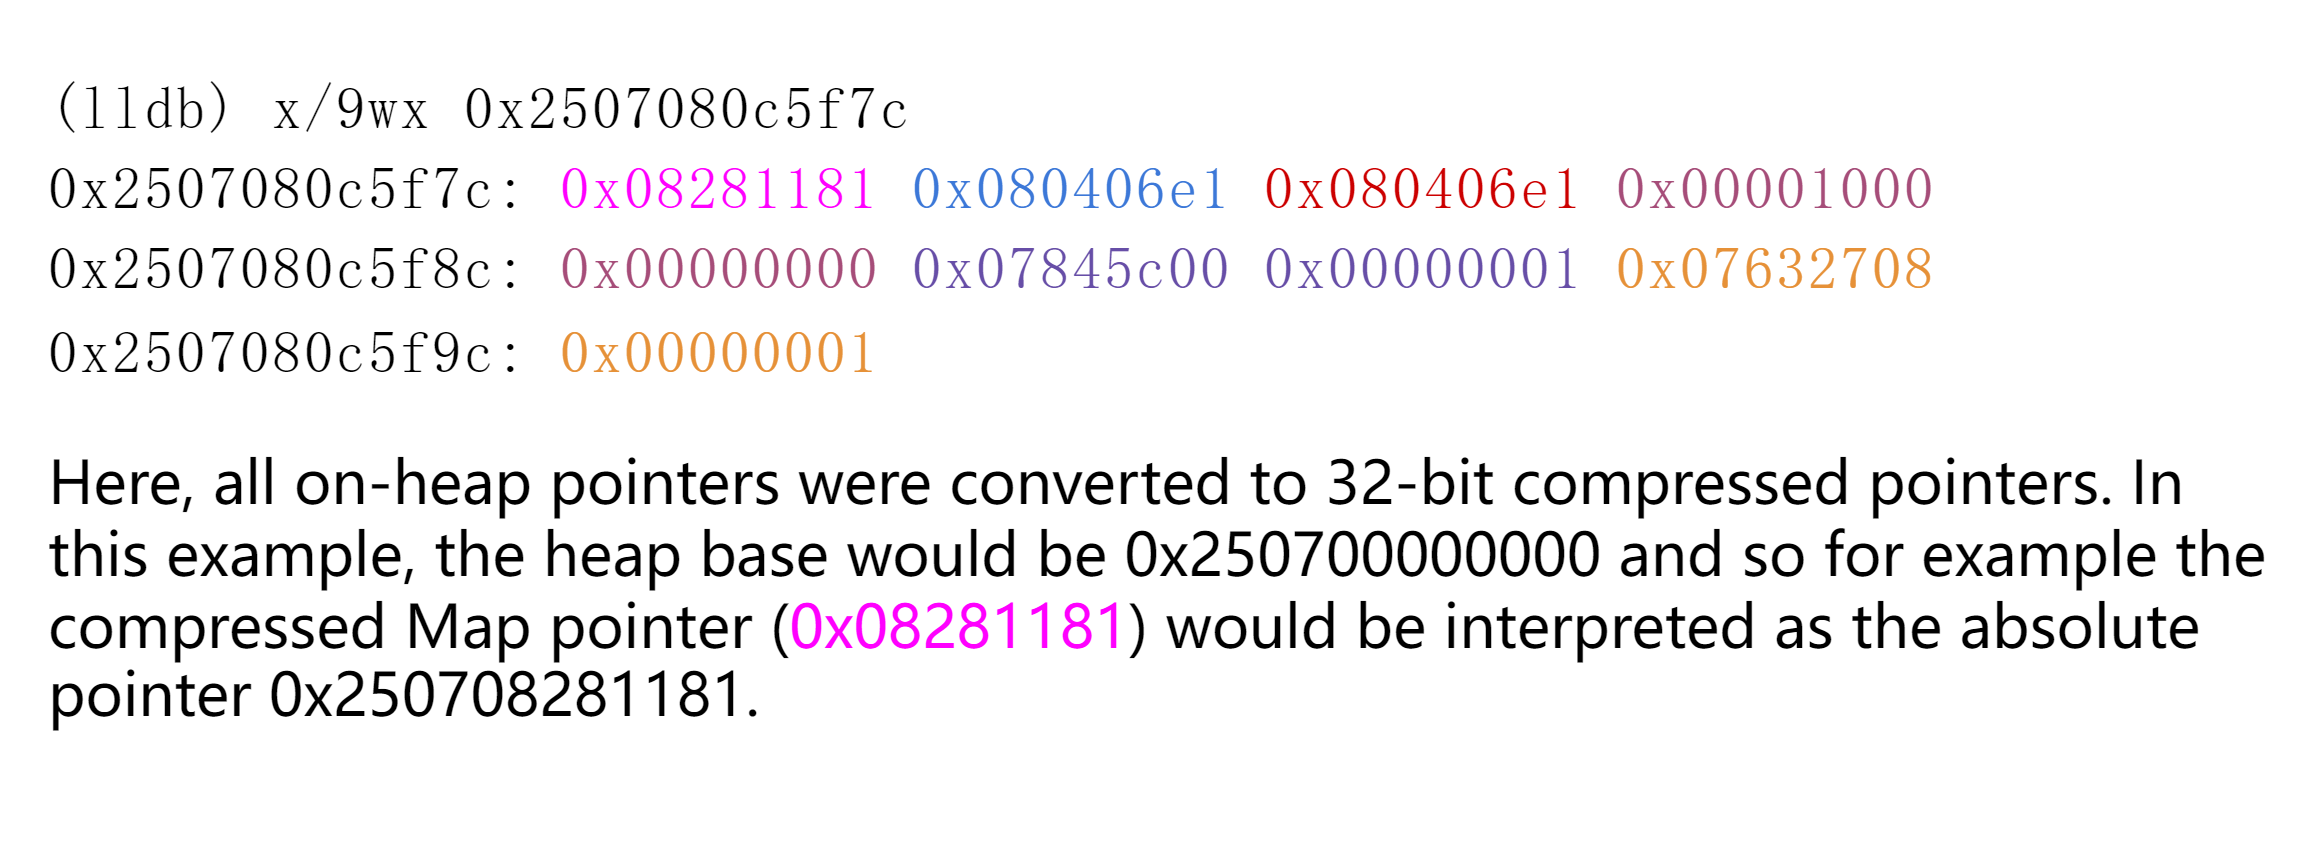 (lldb) x/9wx 0x2507080c5f7c
0x2507080c5f7c: 0x08281181 0x080406e1 0x080406e1 0x00001000
0x2507080c5f8c: 0x00000000 0x07845c00 0x00000001 0x07632708
0x2507080c5f9c: 0x00000001
Here, all on-heap pointers were converted to 32-bit compressed pointers. In
this example, the heap base would be 0x250700000000 and so for example the
compressed Map pointer (0x08281181) would be interpreted as the absolute
pointer 0x250708281181.